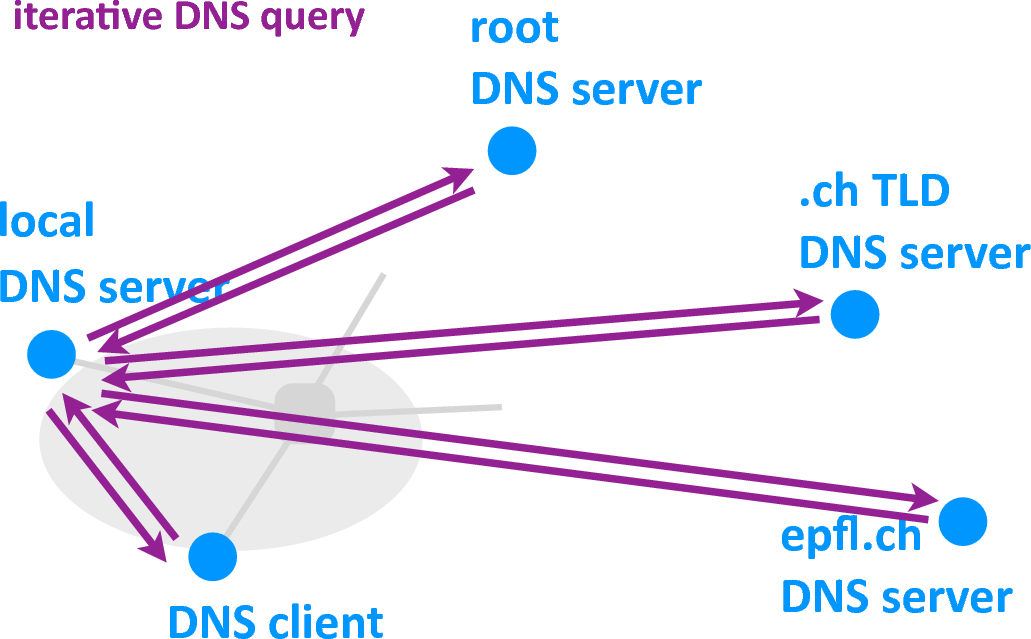 iterative DNS query
root
DNS server
.ch TLD
DNS server
local
DNS server
epfl.ch
DNS server
DNS client